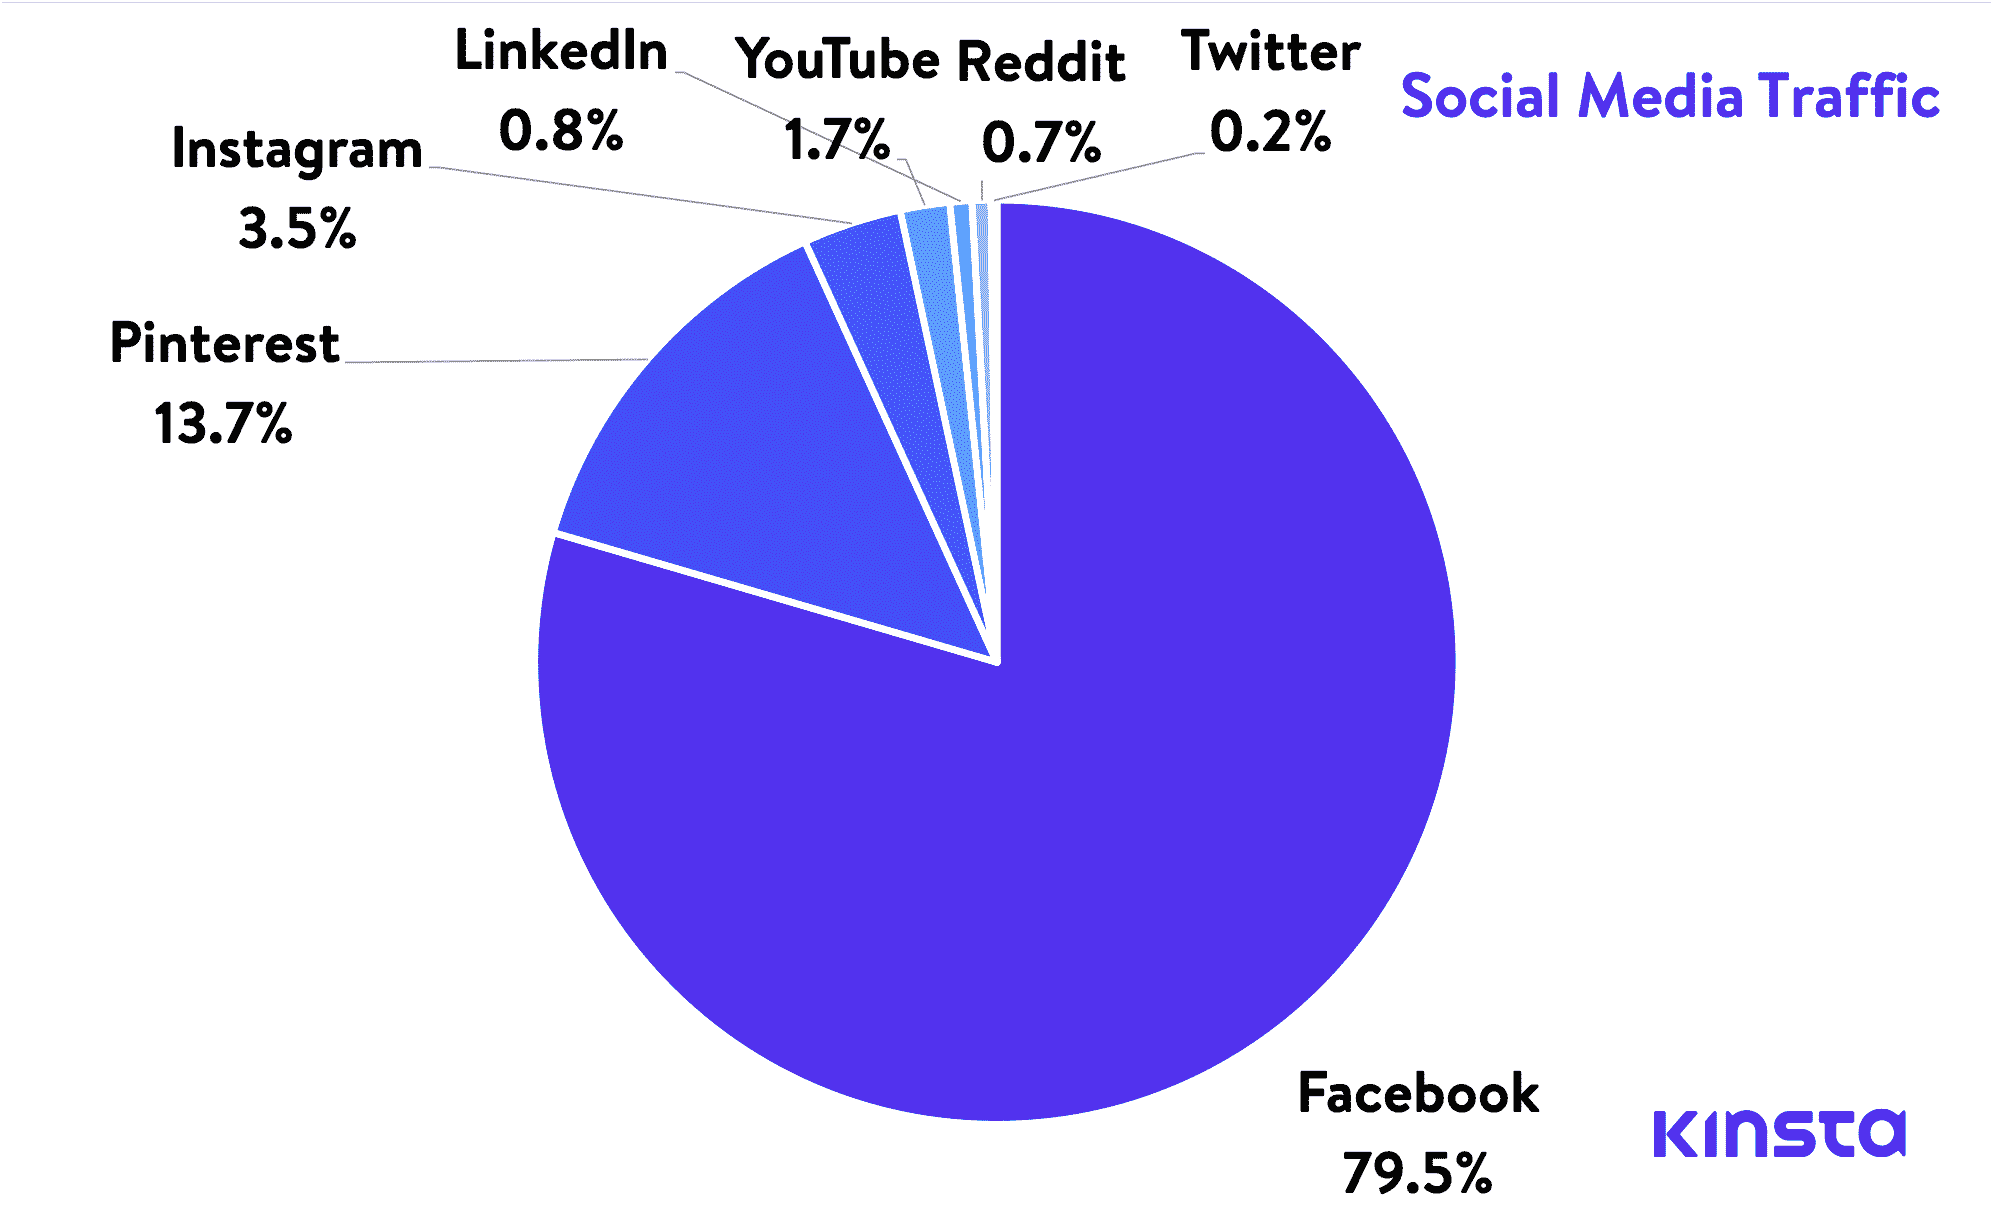 LinkedIn
0.8%
YouTube
1.7%
Reddit
0.7%
Twitter
0.2%
Social Media Traffic
Instagram
3.5%
Pinterest
13.7%
Facebook
79.5%
Kinsta